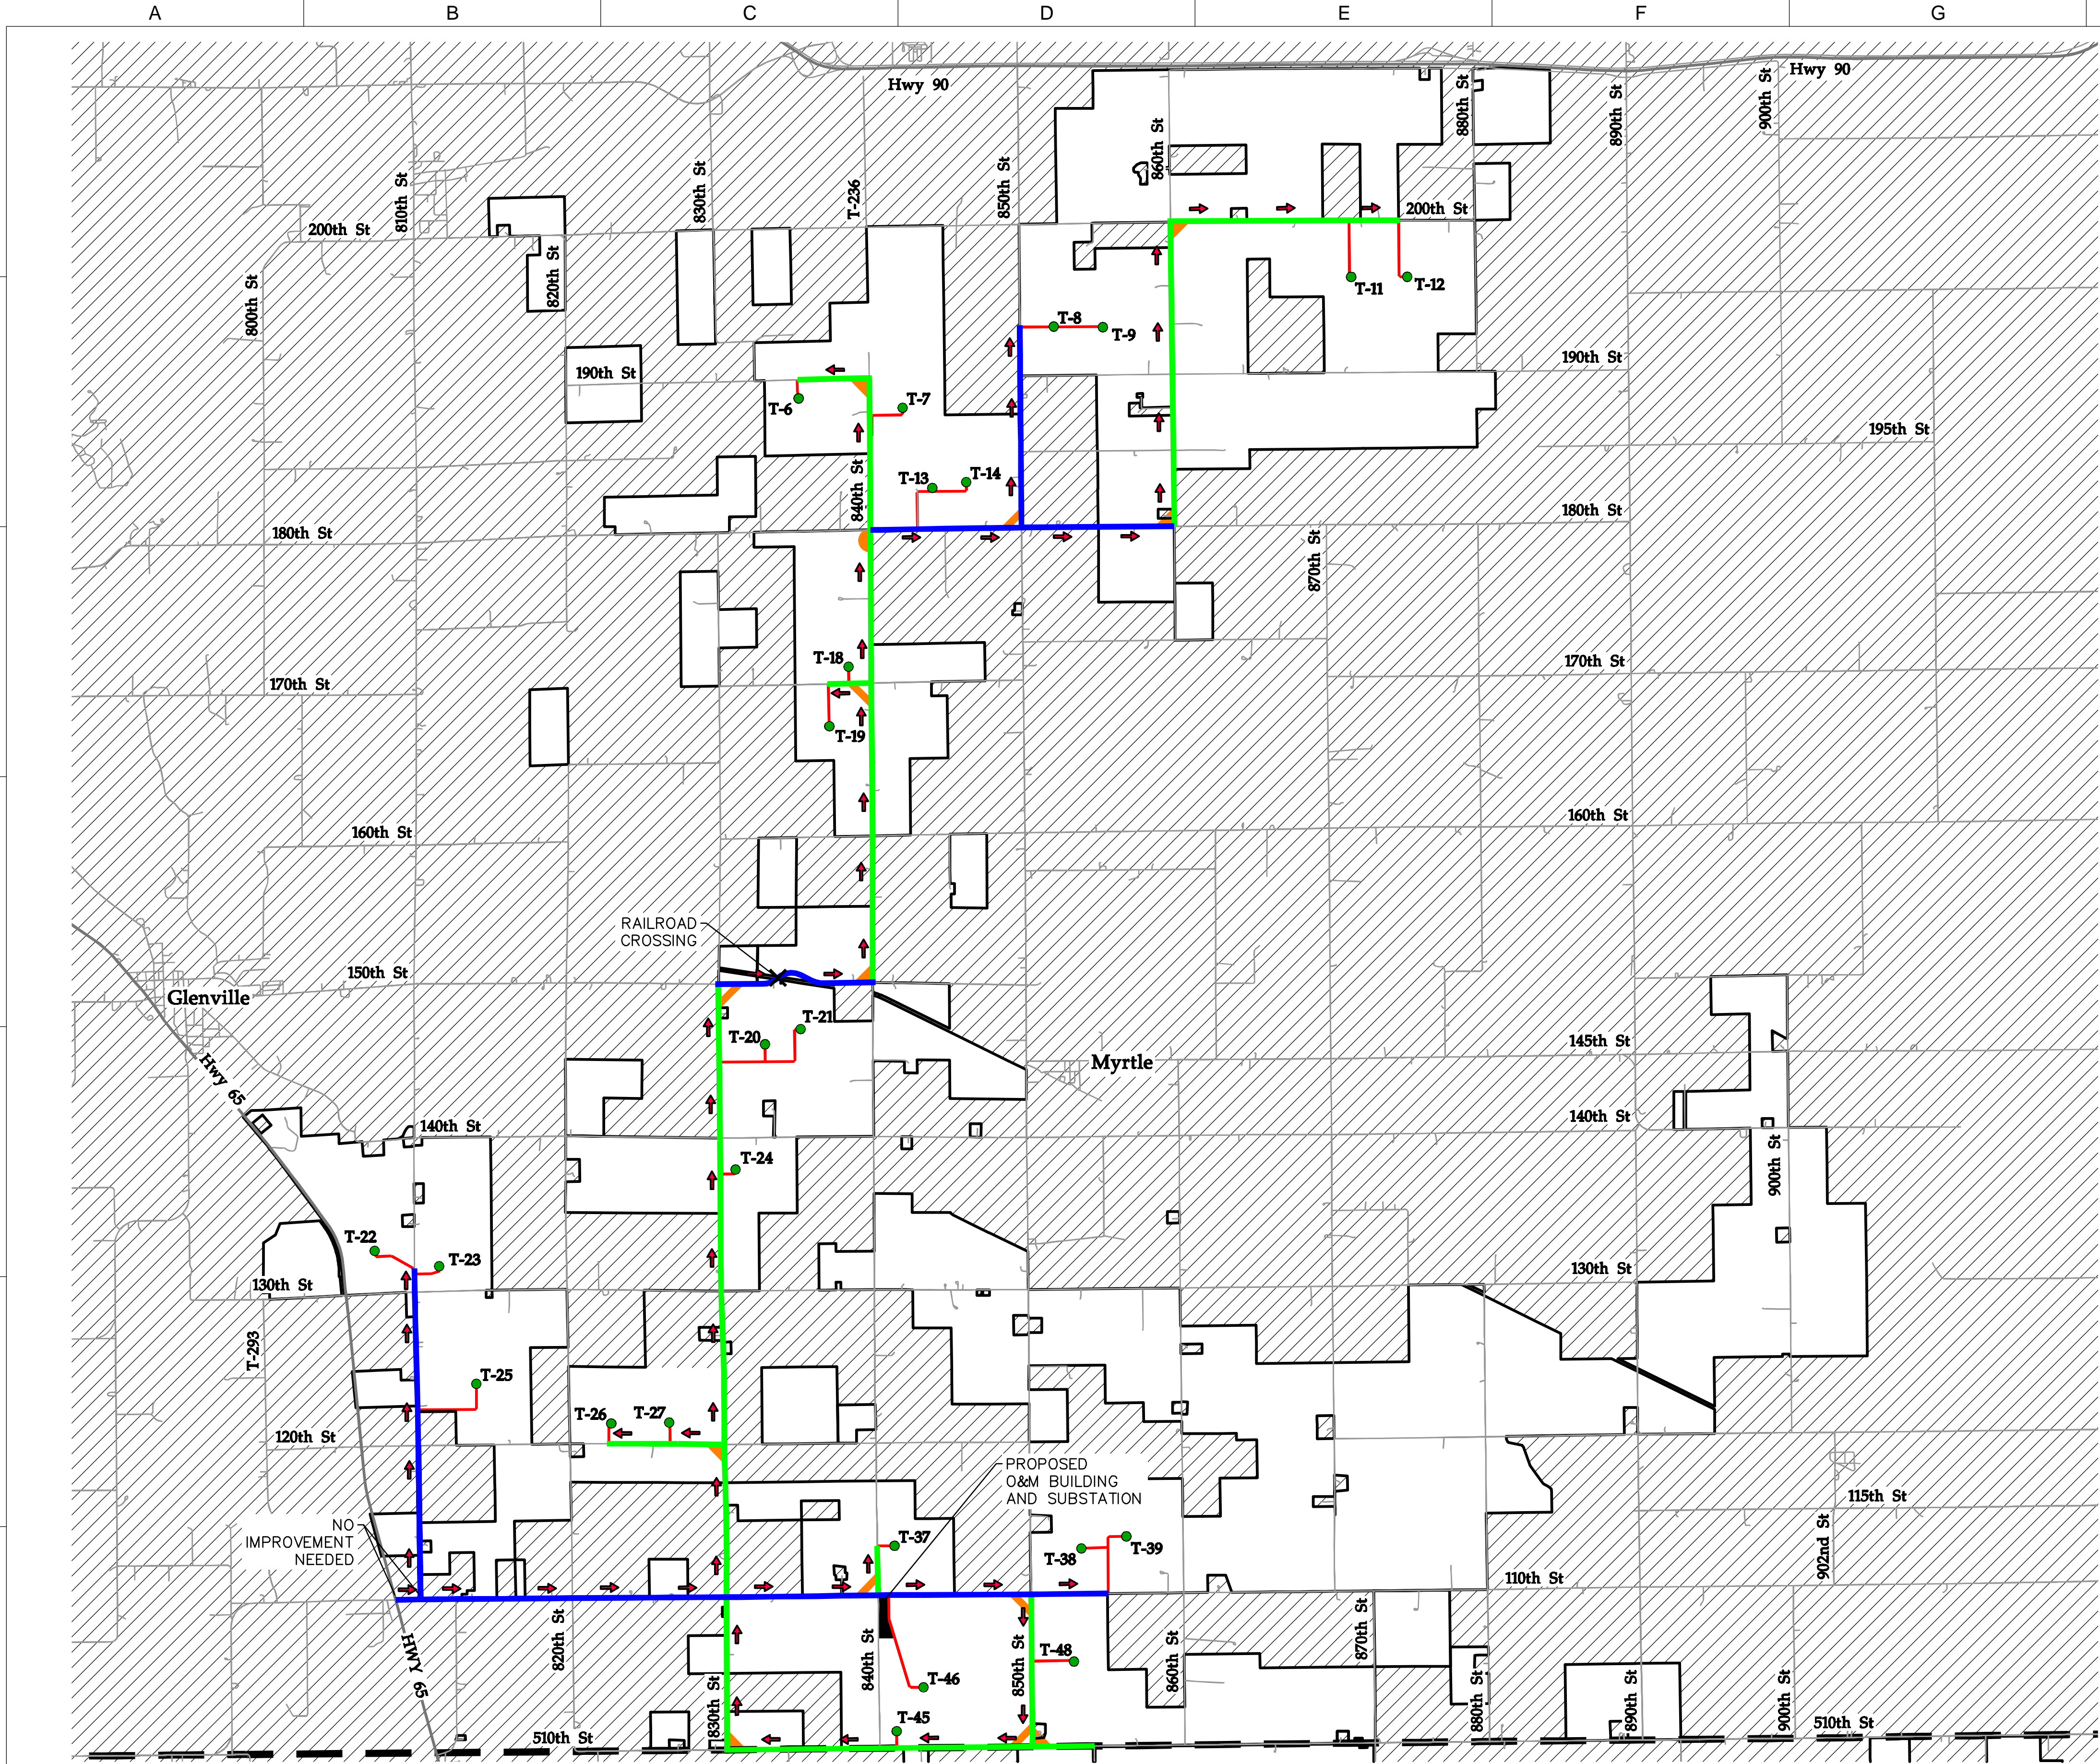 A B C D E F G
Hwy 90
Hwy 90
880th St
890th St
900th St
860th St
850th St
T-236
830th St
810th St
200th St
200th St
820th St
800th St
T-11
T-12
T-8
T-9
190th St
190th St
T-6
T-7
195th St
T-13
T-14
840th St
180th St
180th St
870th St
T-18
170th St
170th St
T-19
160th St
160th St
RAILROAD
CROSSING
150th St
Glenville
T-21
T-20
145th St
Myrtle
Hwy 65
140th St
140th St
T-24
900th St
T-22
T-23
130th St
130th St
T-293
T-25
T-26
T-27
120th St
PROPOSED
O&M BUILDING
AND SUBSTATION
115th St
NO
IMPROVEMENT
NEEDED
T-37
T-38
T-39
902nd St
110th St
820th St
840th St
850th St
860th St
870th St
T-48
HWY 65
T-46
830th St
880th St
890th St
900th St
T-45
510th St
510th St